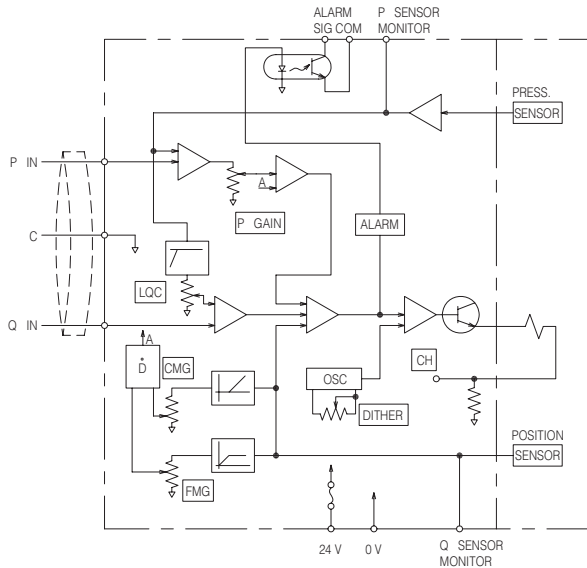 ALARM
SIG COM
P SENSOR
MONITOR
PRESS.
SENSOR
P IN
A
P GAIN
C
ALARM
LQC
Q IN
A
D
CMG
OSC
CH
DITHER
POSITION
SENSOR
FMG
24 V
0 V
Q SENSOR
MONITOR